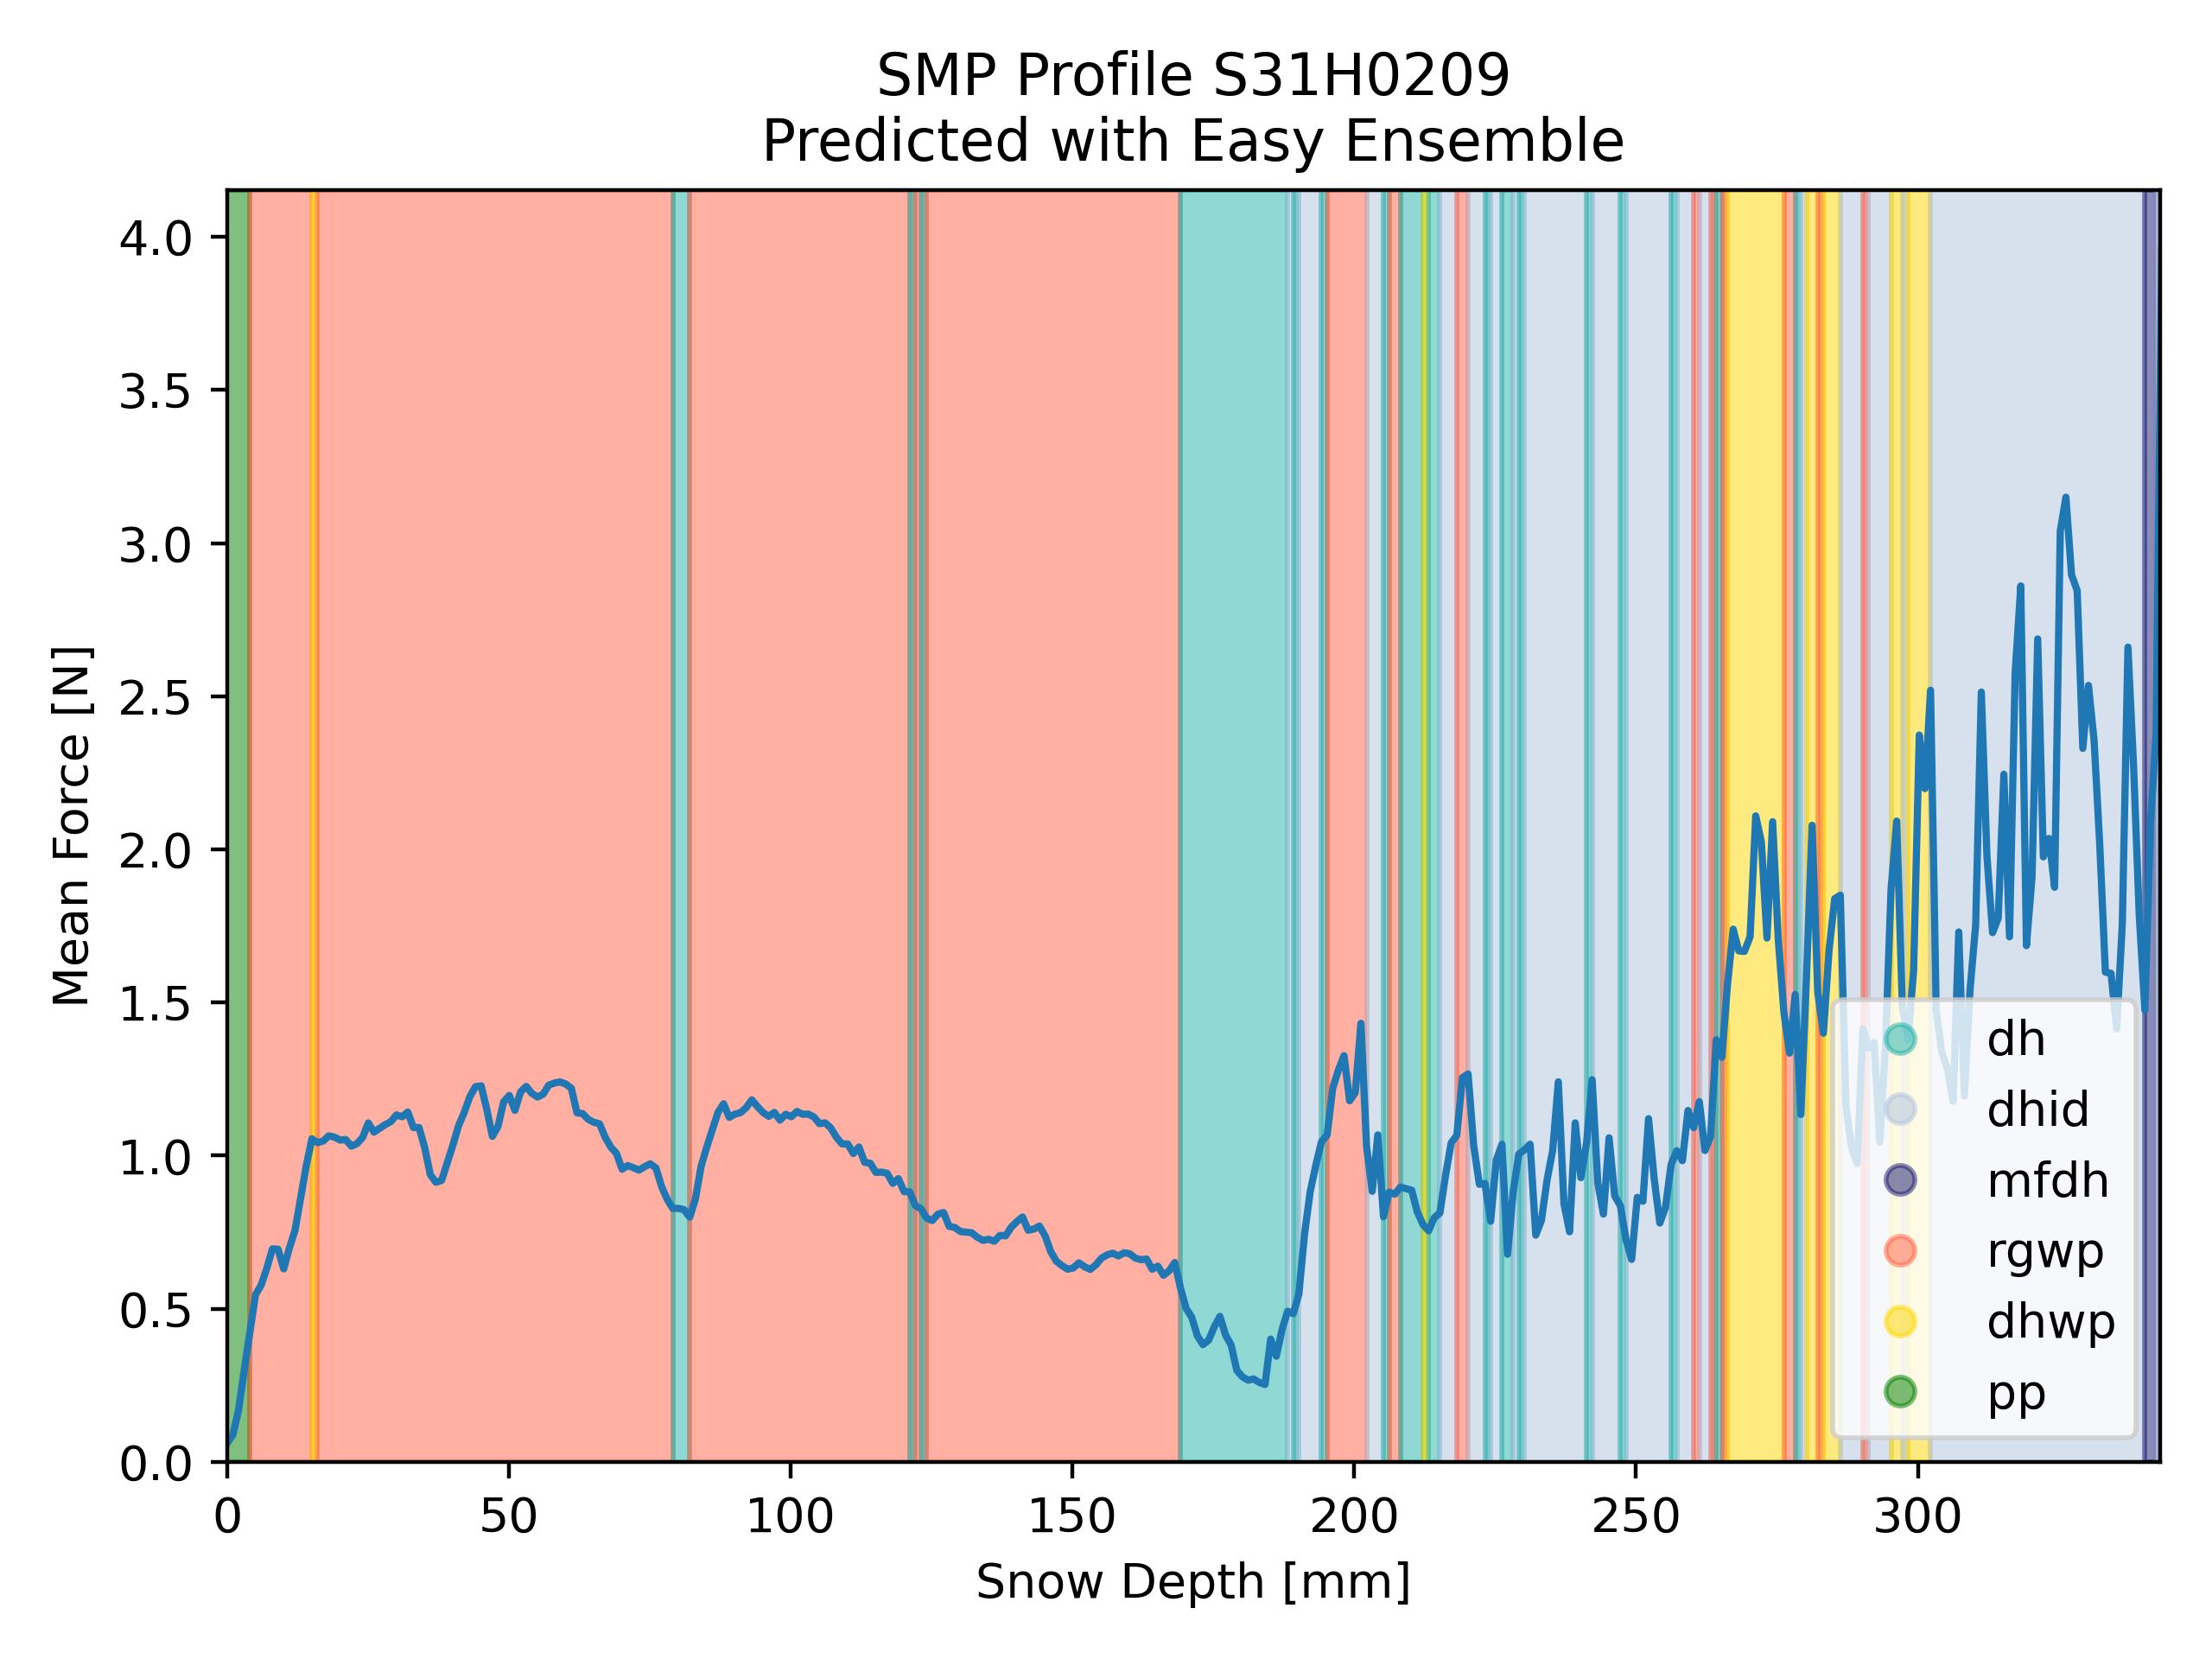 SMP Profile S31H0209
Predicted with Easy Ensemble
Mean Force [N]
4.0
3.5
3.0
2.5
2.0
1.5
1.0
0.5
0.0
dh
dhid
mfdh
rgwp
dhwp
pp
0 50 100 150 200 250 300
Snow Depth [mm]